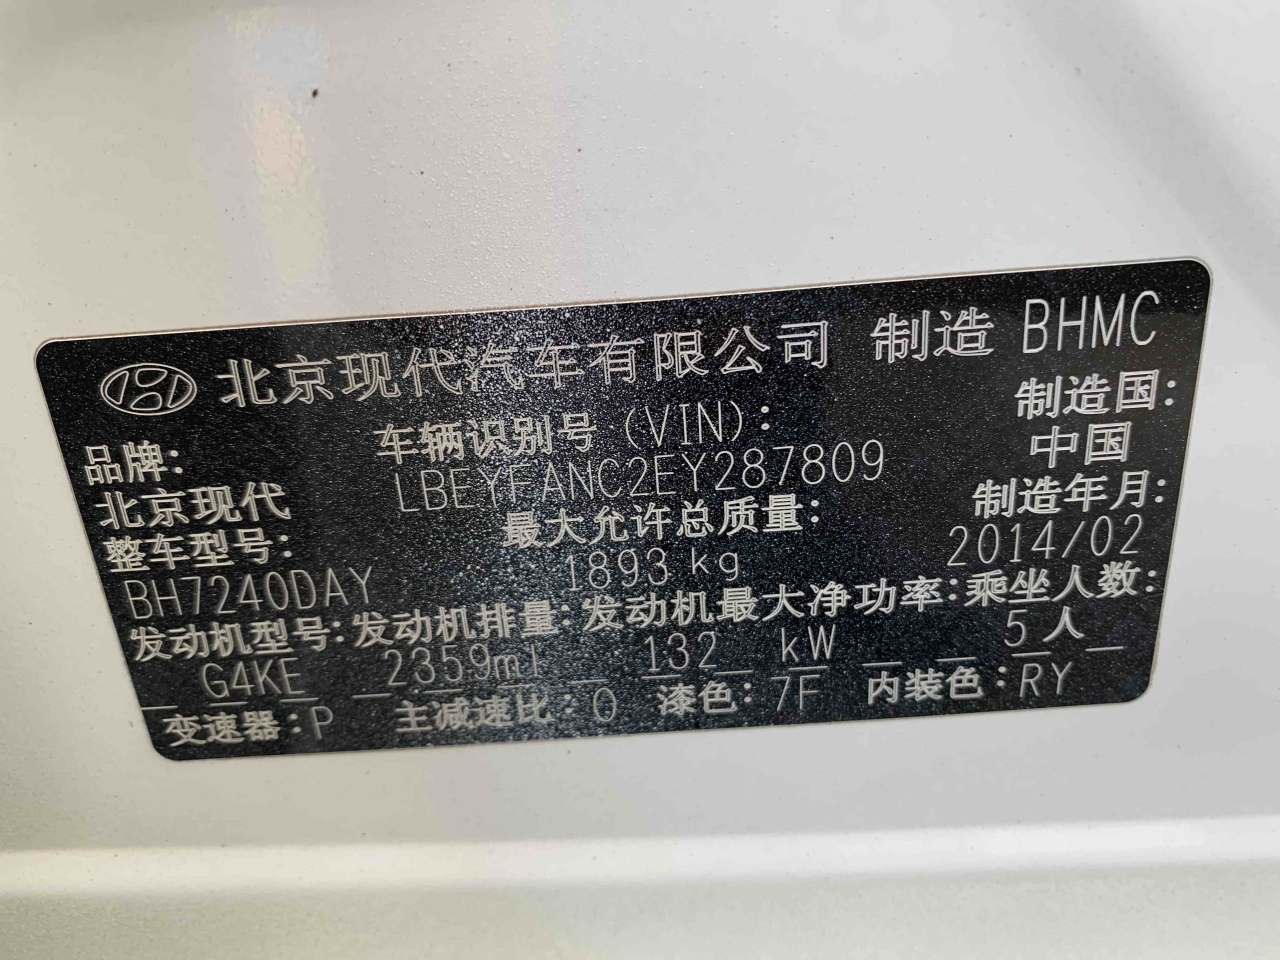 北京现代汽车有限公司 制造 BHMC
品牌: 车辆识别号 (VIN): 制造国:
北京现代 LBEYFANC2EY287809 中国
整车型号: 最大允许总质量: 制造年月:
BH7240DAY 1893 kg 2014/02
发动机型号: 发动机排量: 发动机最大净功率: 乘坐人数:
G4KE 2359ml 132 kW 5 人
变速器: P 主减速比: 0 漆色: 7F 内装色: RY